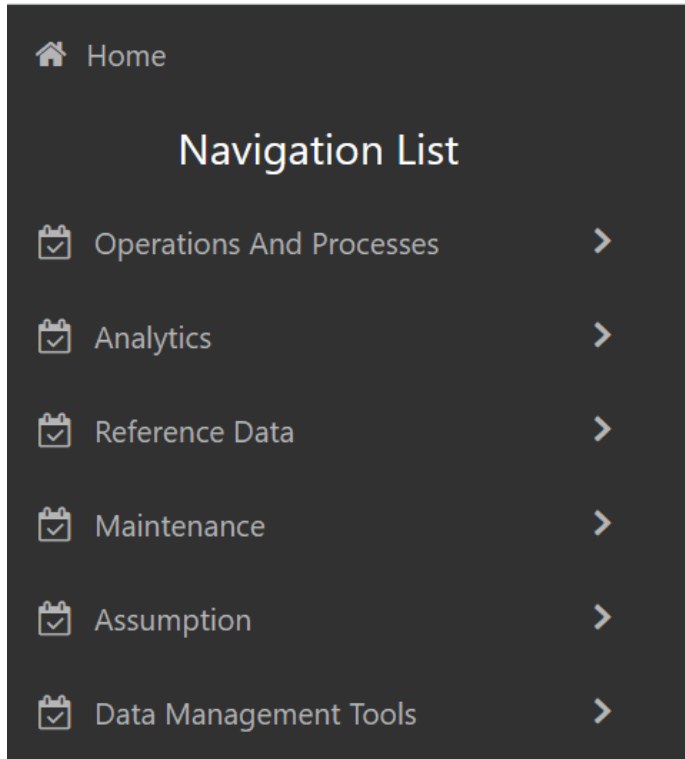 Home
Navigation List
Operations And Processes
Analytics
Reference Data
Maintenance
Assumption
Data Management Tools